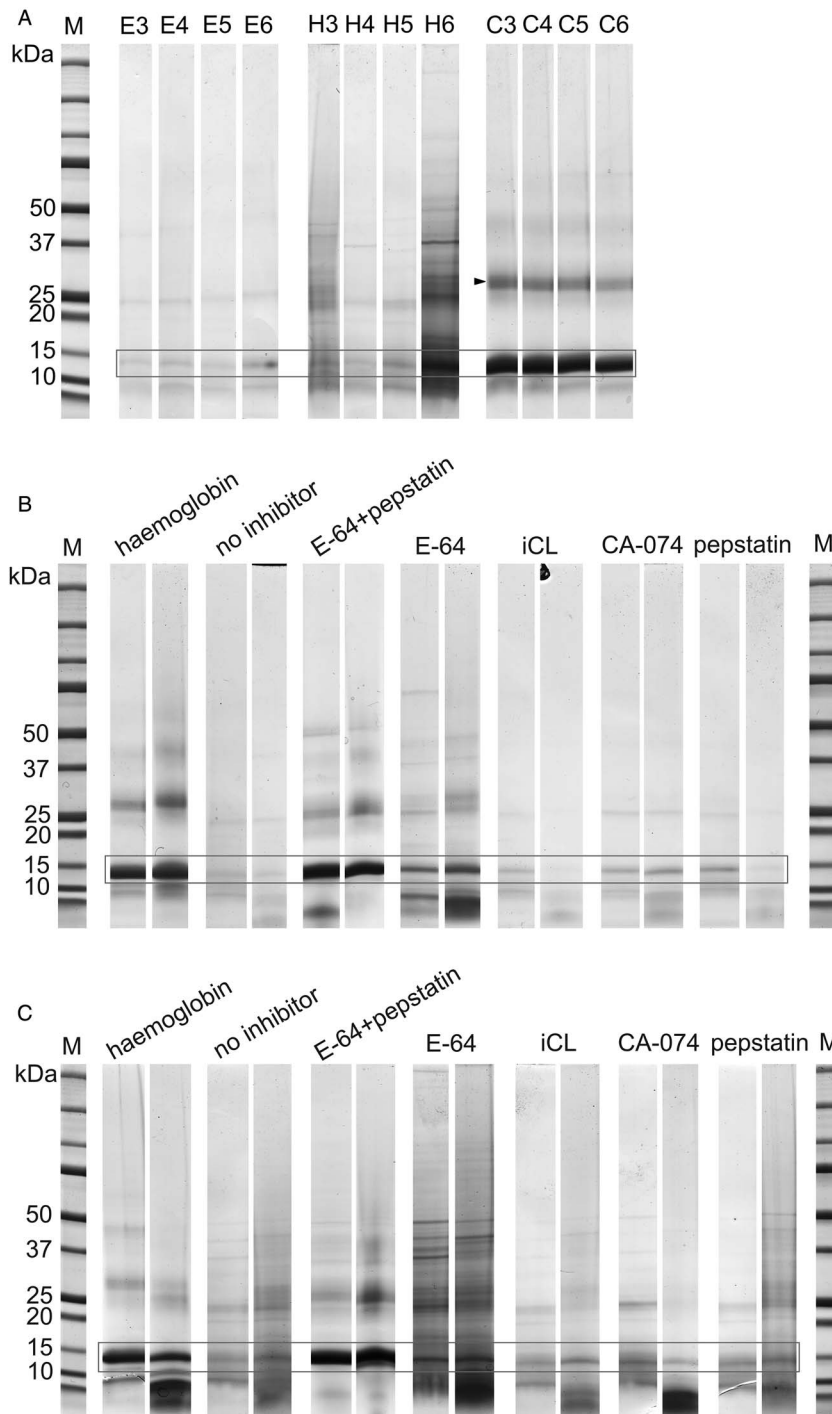 A
M E3 E4 E5 E6 H3 H4 H5 H6 C3 C4 C5 C6
kDa
50
37
25
20
15
10
B
haemoglobin no inhibitor E-64+pepstatin
M E-64 iCL CA-074 pepstatin M
kDa
50
37
25
20
15
10
C
haemoglobin no inhibitor E-64+pepstatin
M E-64 iCL CA-074 pepstatin M
kDa
50
37
25
20
15
10